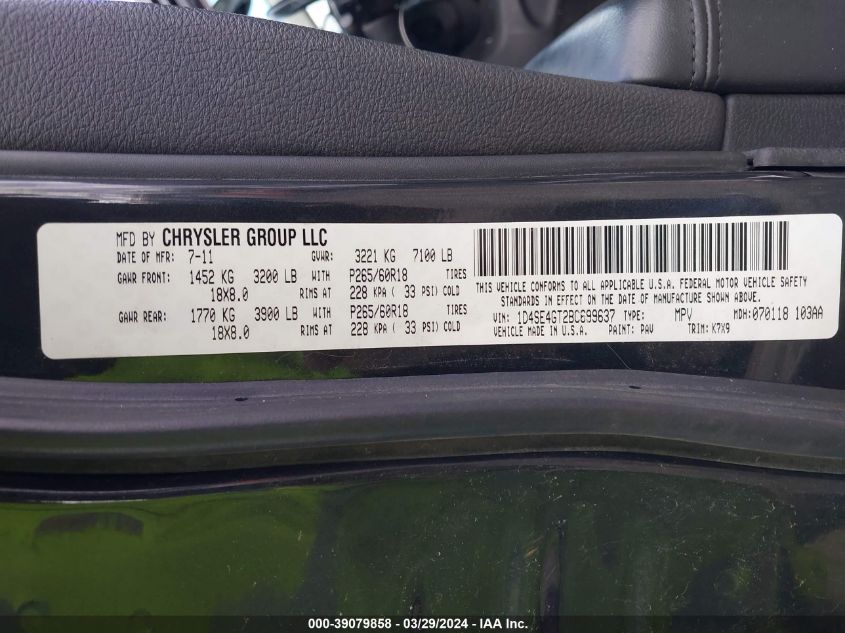 MFD BY CHRYSLER GROUP LLC
DATE OF MFR: 7-11 GVWR: 3221 KG 7100 LB
GAWR FRONT: 1452 KG 3200 LB WITH P265/60R18 TIRES
18X8.0 RIMS AT 228 KPA ( 33 PSI) COLD
GAWR REAR: 1770 KG 3900 LB WITH P265/60R18 TIRES
18X8.0 RIMS AT 228 KPA ( 33 PSI) COLD
THIS VEHICLE CONFORMS TO ALL APPLICABLE U.S.A. FEDERAL MOTOR VEHICLE SAFETY
STANDARDS IN EFFECT ON THE DATE OF MANUFACTURE SHOWN ABOVE.
VIN: 1D4SE4GT2BC699637 TYPE: MPV MDH: 070118 103AA
VEHICLE MADE IN U.S.A. PAINT: PAV TRIM: K7X9
000-39079858 - 03/29/2024 - IAA Inc.